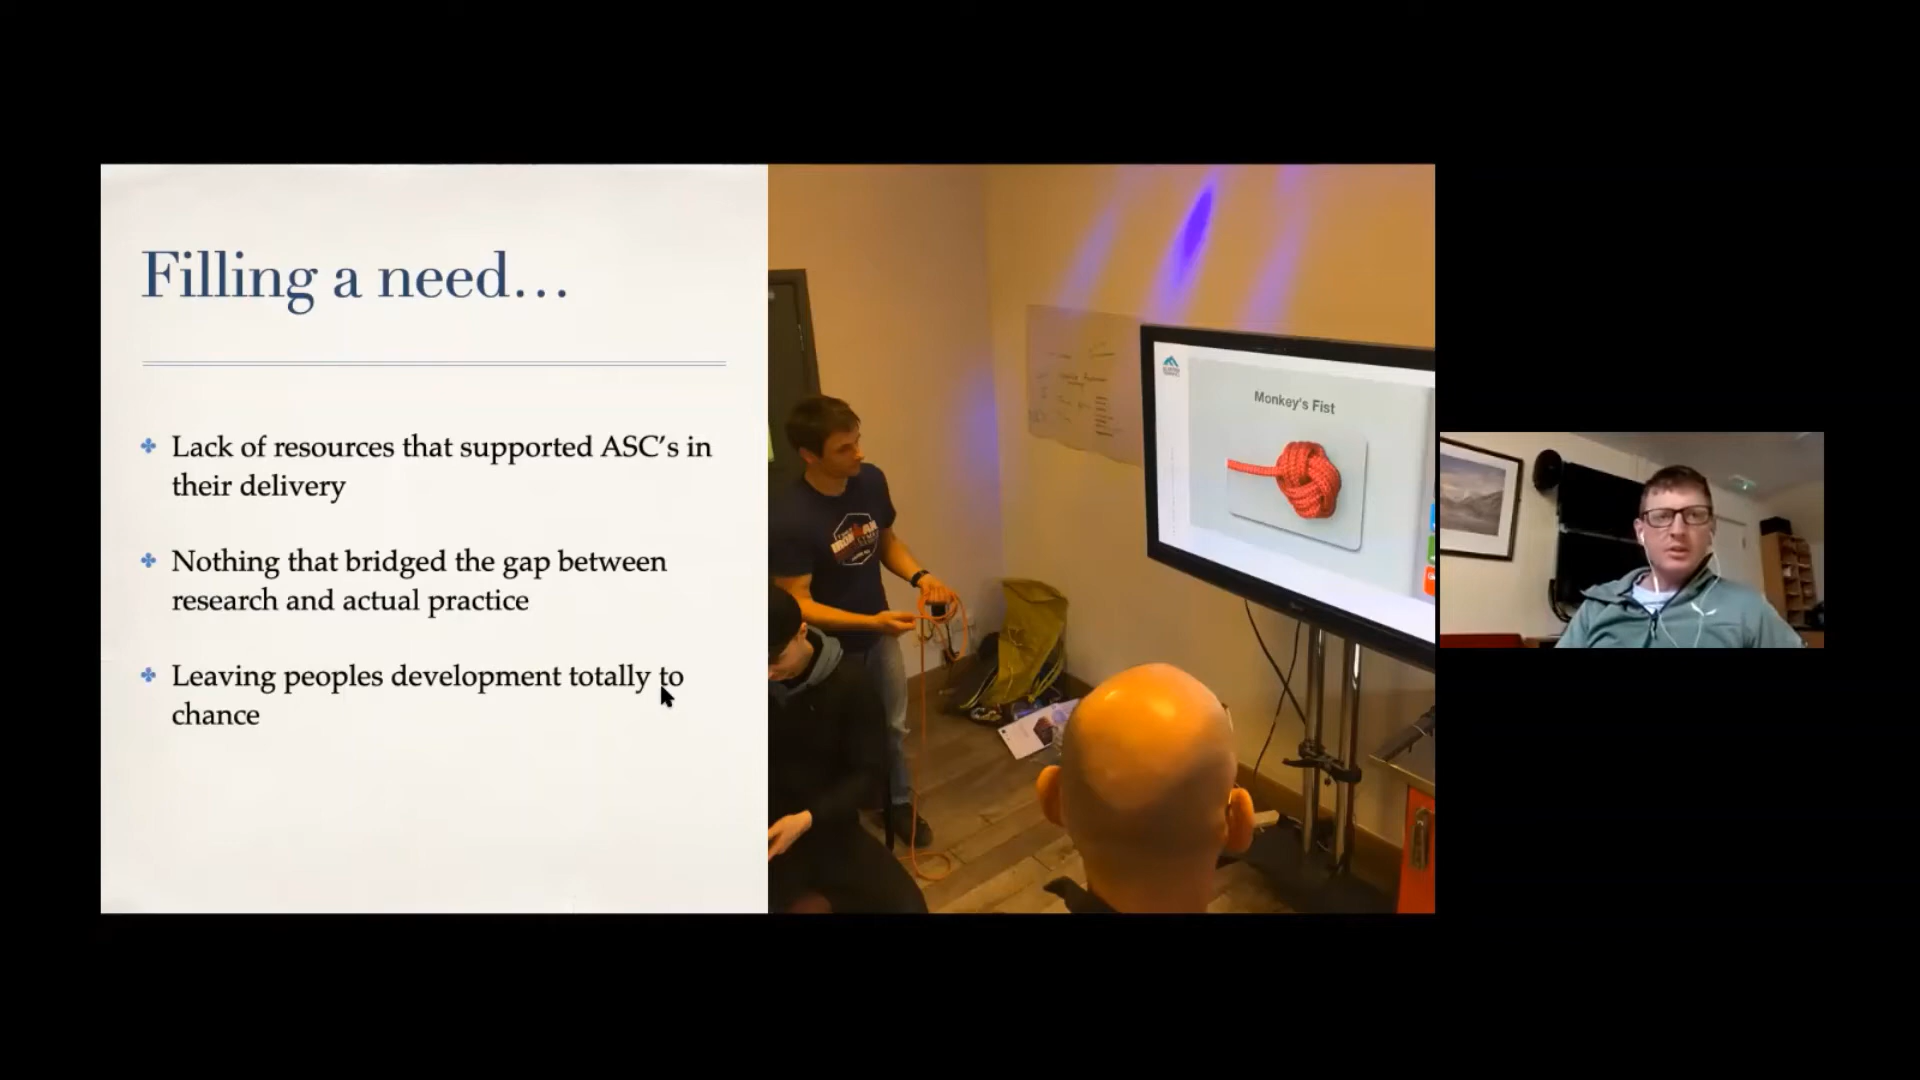 Filling a need…
Lack of resources that supported ASC’s in
their delivery
Nothing that bridged the gap between
research and actual practice
Leaving peoples development totally to
chance
Monkey's Fist